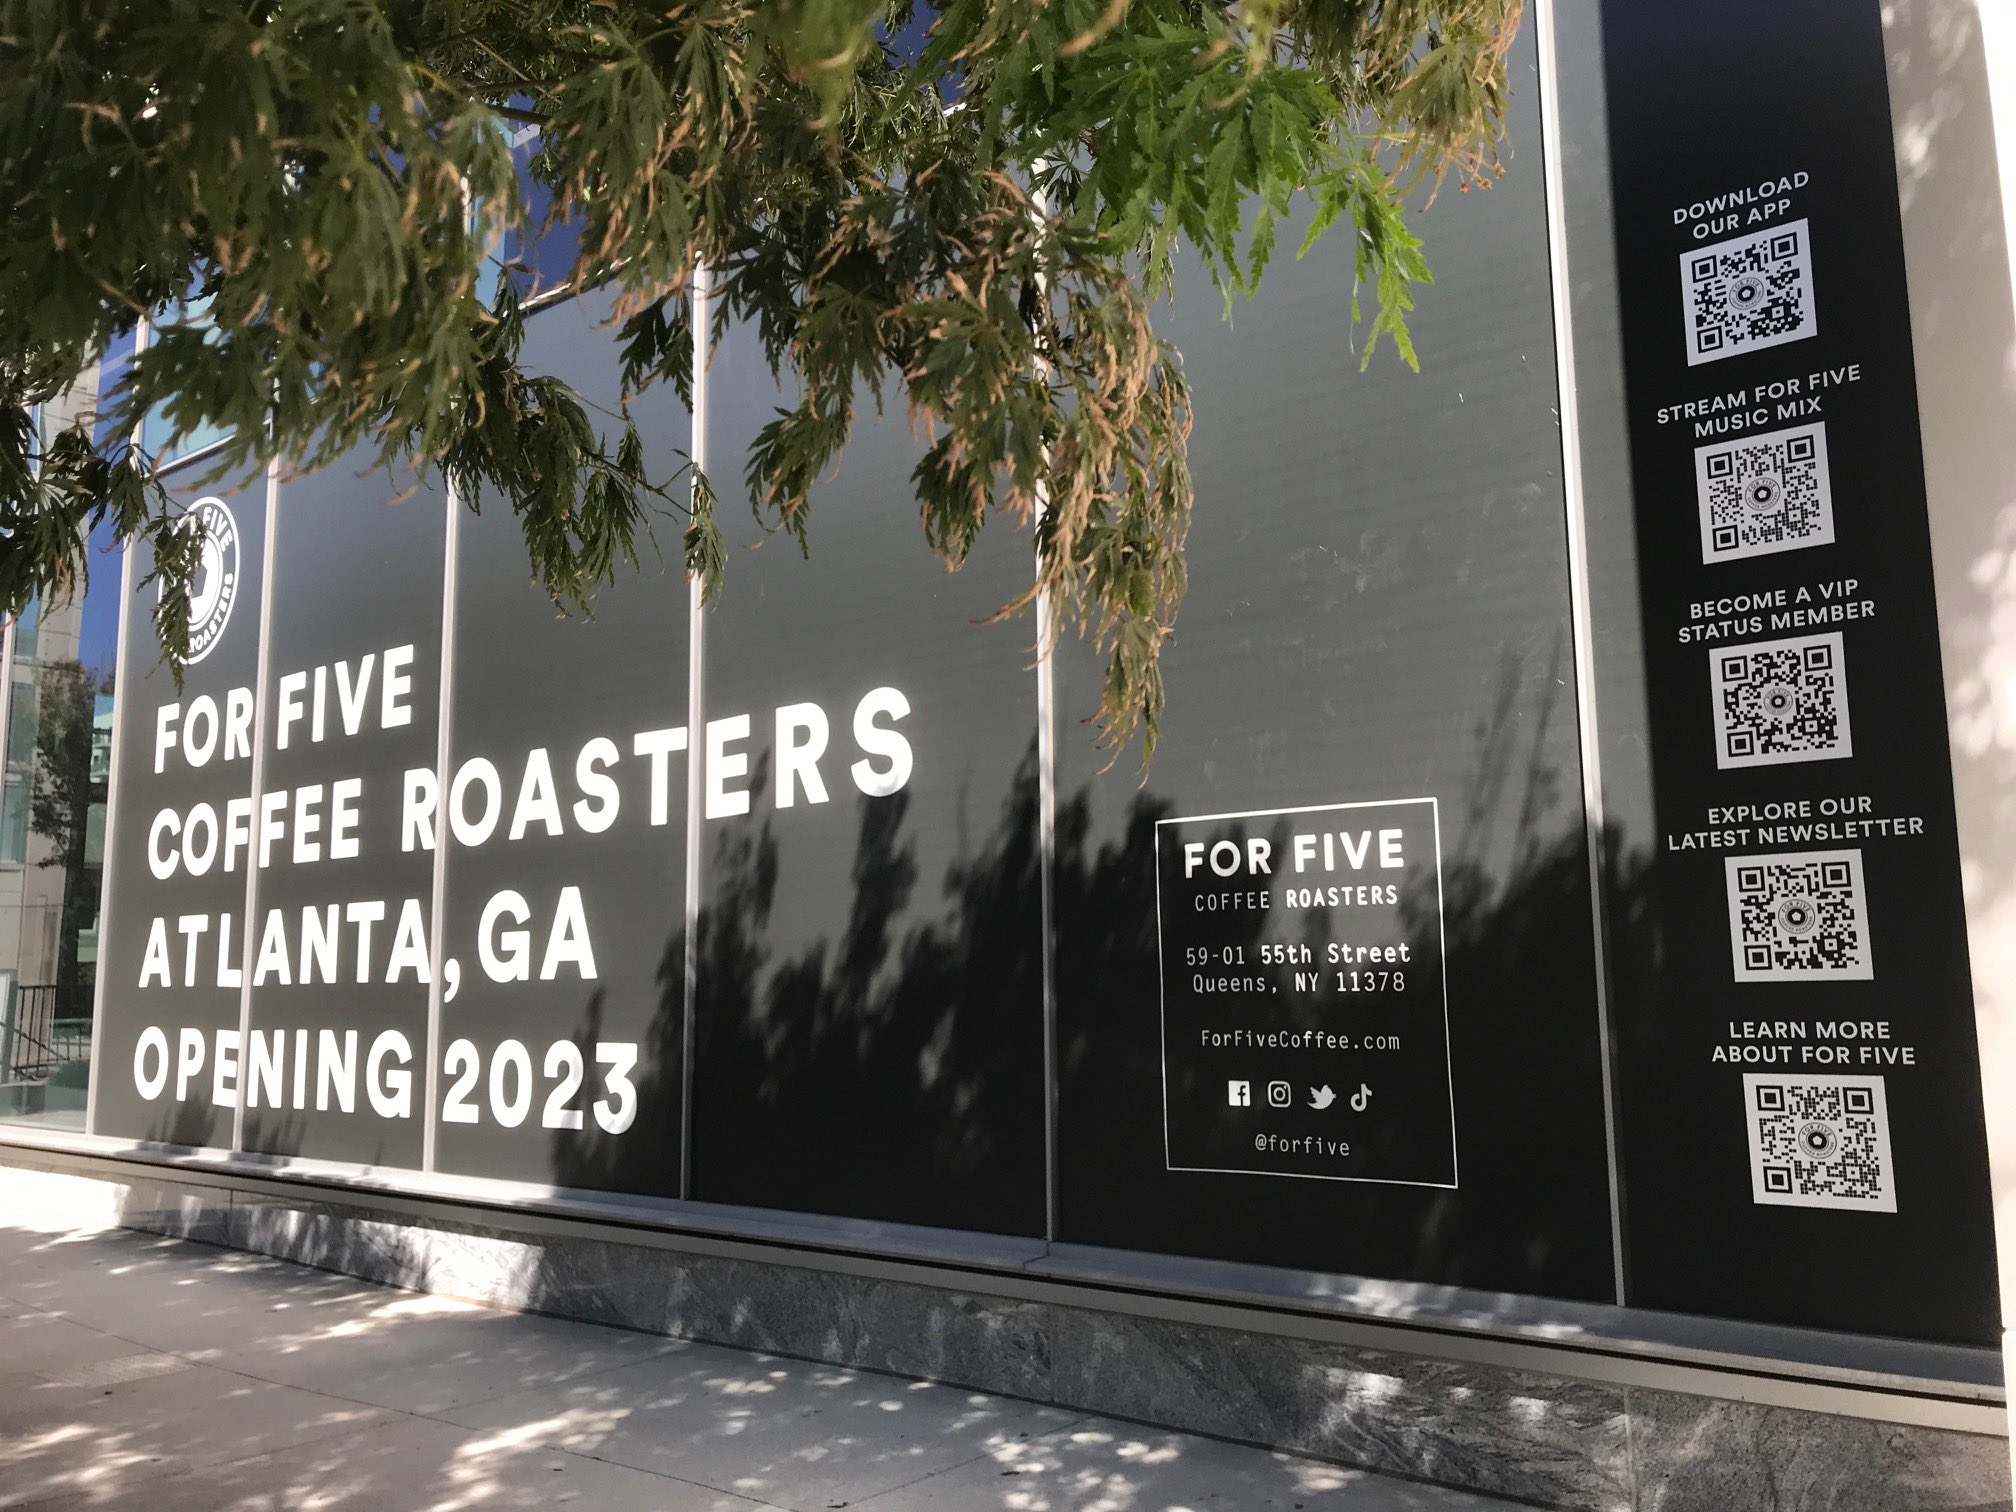 FIVE
ROASTERS
FOR FIVE
COFFEE ROASTERS
ATLANTA, GA
OPENING 2023
FOR FIVE
COFFEE ROASTERS
59-01 55th Street
Queens, NY 11378
ForFiveCoffee.com
@forfive
DOWNLOAD
OUR APP
STREAM FOR FIVE
MUSIC MIX
BECOME A VIP
STATUS MEMBER
EXPLORE OUR
LATEST NEWSLETTER
LEARN MORE
ABOUT FOR FIVE